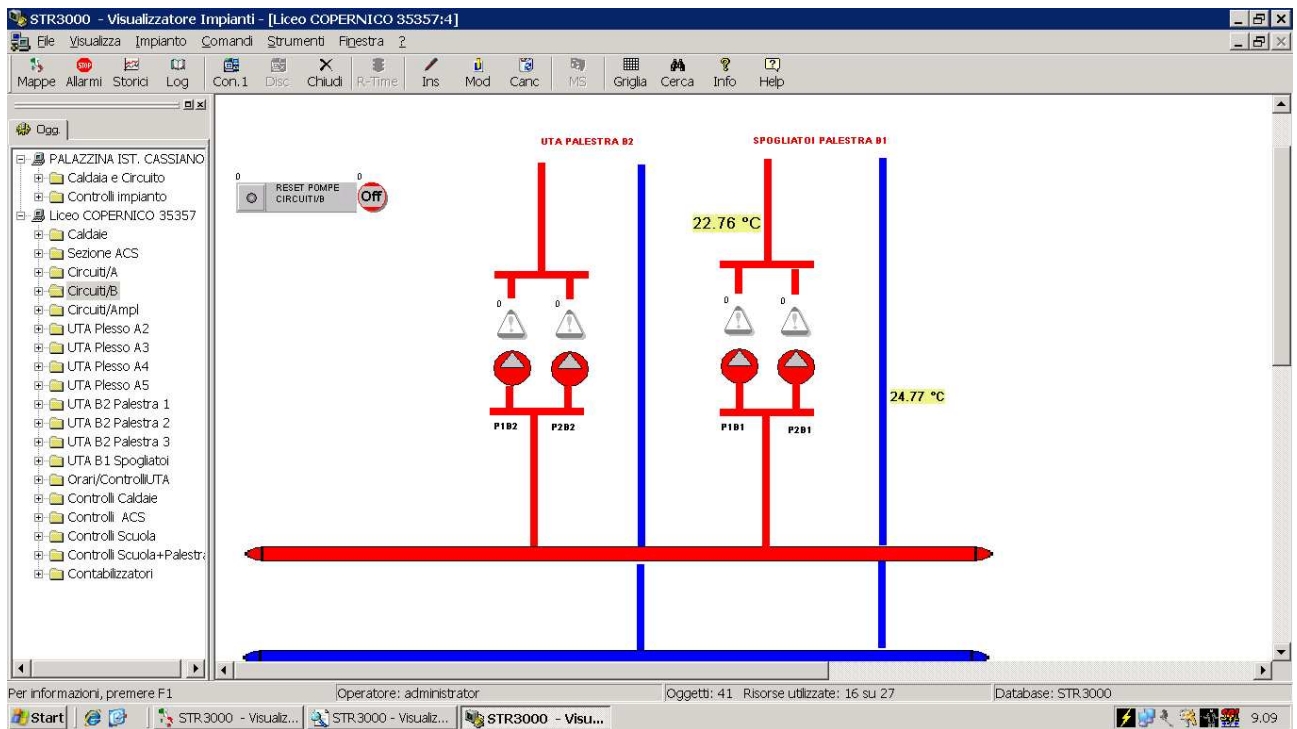 STR3000 - Visualizzatore Impianti - [Liceo COPERNICO 35357:4]
File Visualizza Impianto Comandi Strumenti Finestra ?
Mappe Allarmi Storici Log Con.1 Disc Chiudi R-Time Ins Mod Canc MS Griglia Cerca Info Help
Ogg.
PALAZZINA IST. CASSIANO
Caldaia e Circuito
Controlli impianto
Liceo COPERNICO 35357
Caldaie
Sezione ACS
Circuiti/A
Circuiti/B
Circuiti/Ampl
UTA Plesso A2
UTA Plesso A3
UTA Plesso A4
UTA Plesso A5
UTA B2 Palestra 1
UTA B2 Palestra 2
UTA B2 Palestra 3
UTA B1 Spogliatoi
Orari/ControlliUTA
Controlli Caldaie
Controlli ACS
Controlli Scuola
Controlli Scuola+Palestra
Contabilizzatori
UTA PALESTRA B2
SPOGLIATOI PALESTRA B1
0
0
RESET POMPE
CIRCUITI/B
Off
22.76 °C
0
0
0
0
24.77 °C
P1B2
P2B2
P1B1
P2B1
Per informazioni, premere F1
Operatore: administrator
Oggetti: 41 Risorse utilizzate: 16 su 27
Database: STR3000
Start
STR3000 - Visualiz...
STR3000 - Visualiz...
STR3000 - Visu...
9.09